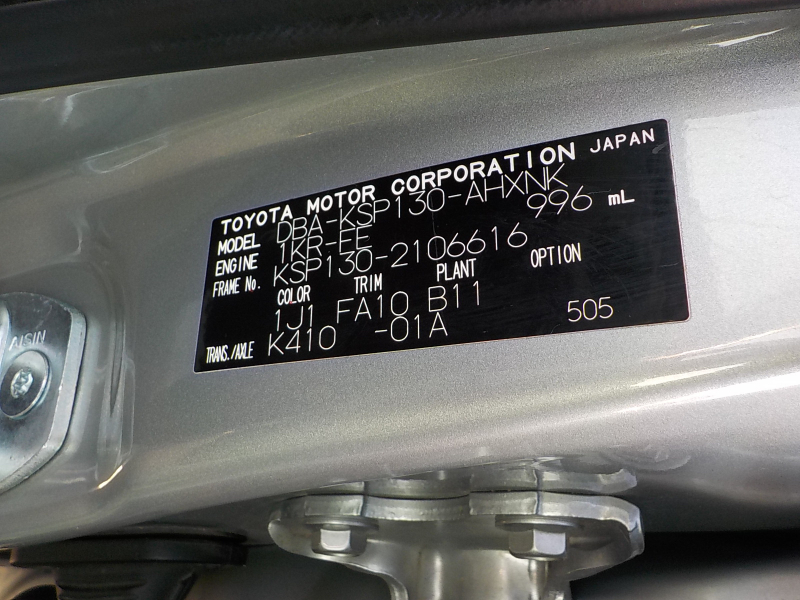 TOYOTA MOTOR CORPORATION JAPAN
MODEL DBA-KSP130-AHXNK
ENGINE 1KR-FE 996 mL
FRAME No. KSP130-2106616
COLOR TRIM PLANT OPTION
1J1 FA10 B11
TRANS./AXLE K410 -01A 505
AISIN